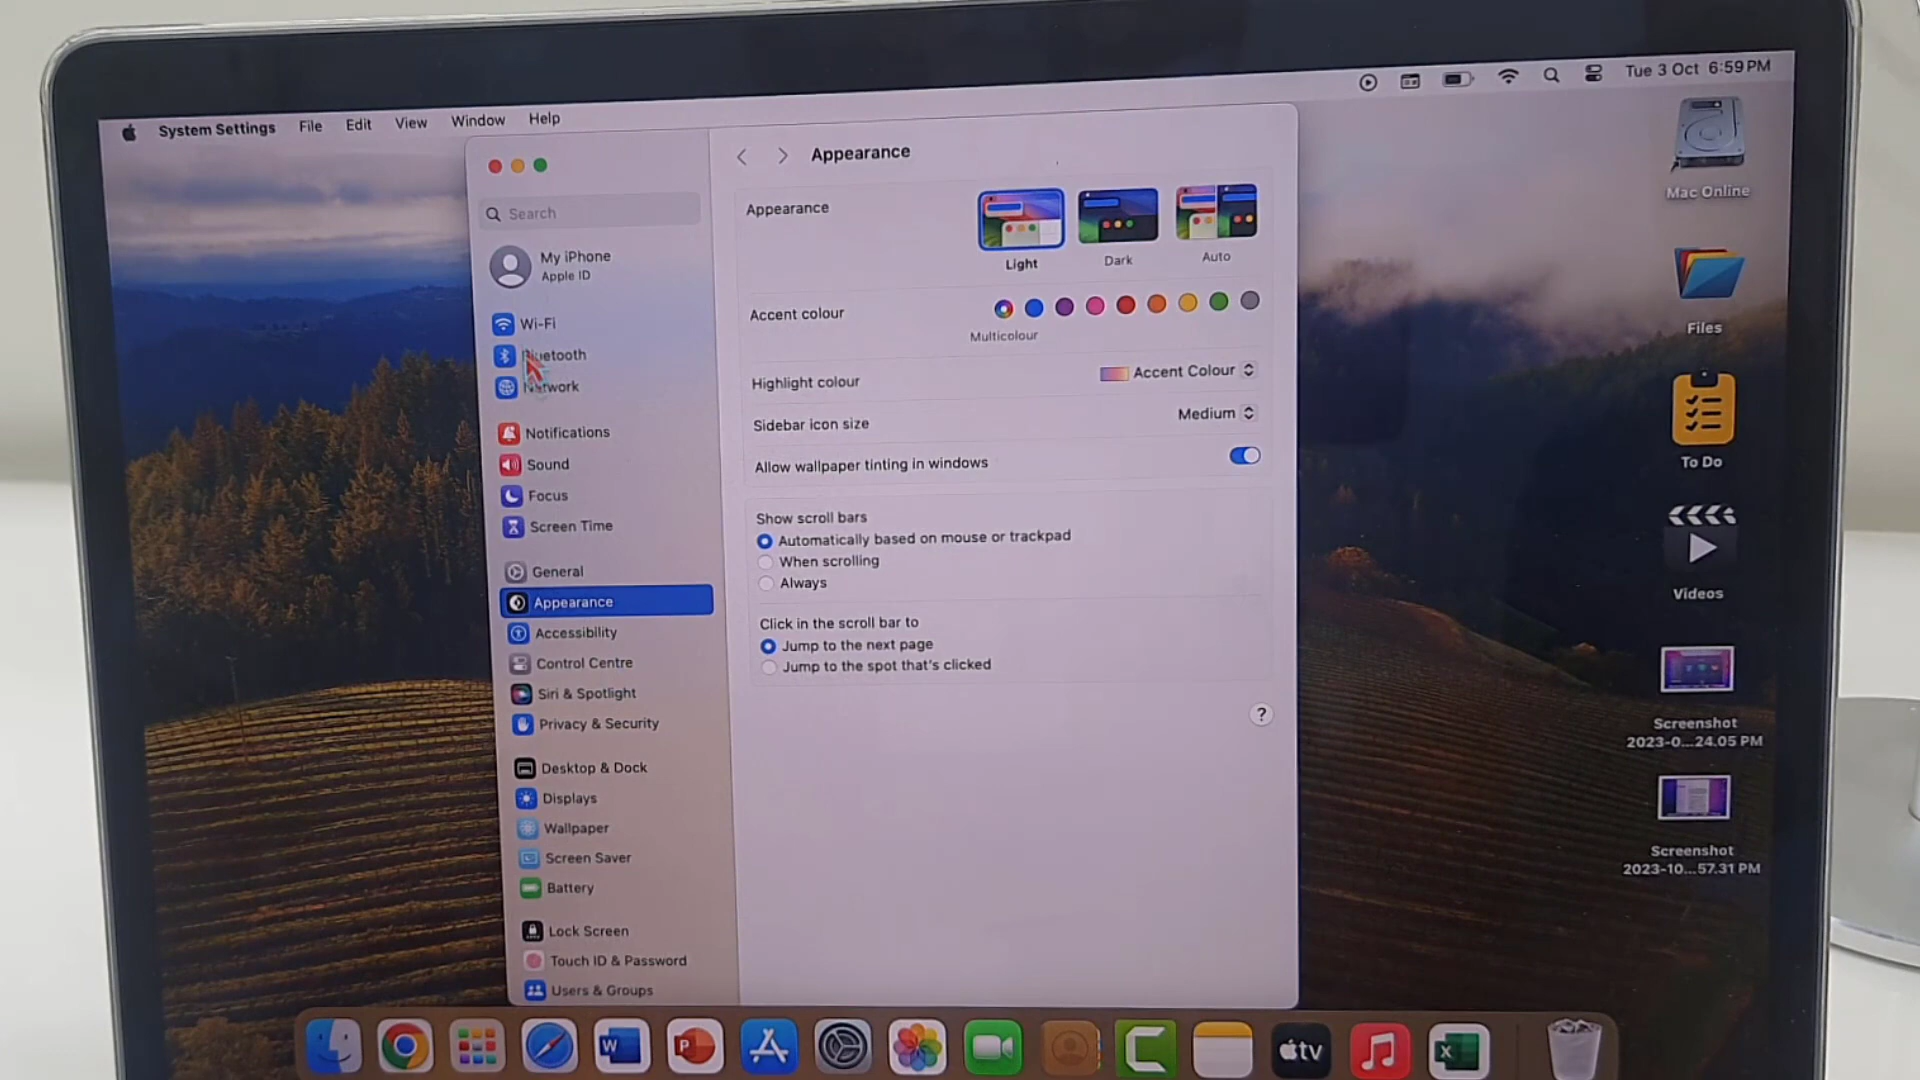 System Settings File Edit View Window Help
Tue 3 Oct 6:59 PM
Search
My iPhone
Apple ID
Wi-Fi
Bluetooth
Network
Notifications
Sound
Focus
Screen Time
General
Appearance
Accessibility
Control Centre
Siri & Spotlight
Privacy & Security
Desktop & Dock
Displays
Wallpaper
Screen Saver
Battery
Lock Screen
Touch ID & Password
Users & Groups
Appearance
Appearance
Light
Dark
Auto
Accent colour
Multicolour
Highlight colour
Accent Colour
Sidebar icon size
Medium
Allow wallpaper tinting in windows
Show scroll bars
Automatically based on mouse or trackpad
When scrolling
Always
Click in the scroll bar to
Jump to the next page
Jump to the spot that's clicked
?
Mac Online
Files
To Do
Videos
Screenshot
2023-0...24.05 PM
Screenshot
2023-10...57.31 PM
W
P
tv
X